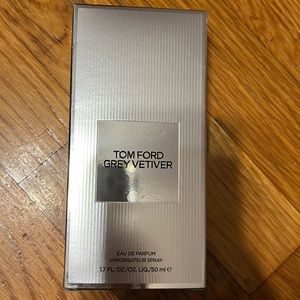 TOM FORD
GREY VETIVER
EAU DE PARFUM
VAPORISATEUR SPRAY
1.7 FL. OZ./OZ. LIQ./50 ml ℮